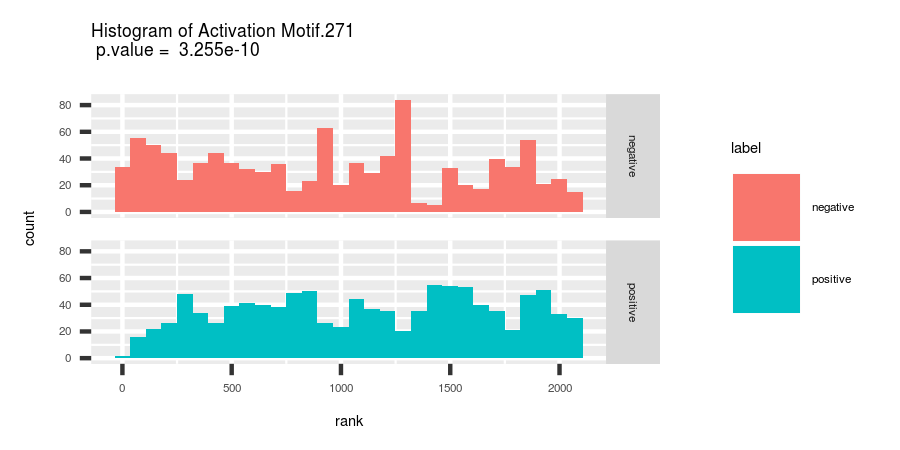 Histogram of Activation Motif.271
p.value = 3.255e-10
count
80
60
40
20
0
negative
80
60
40
20
0
positive
0 500 1000 1500 2000
rank
label
negative
positive